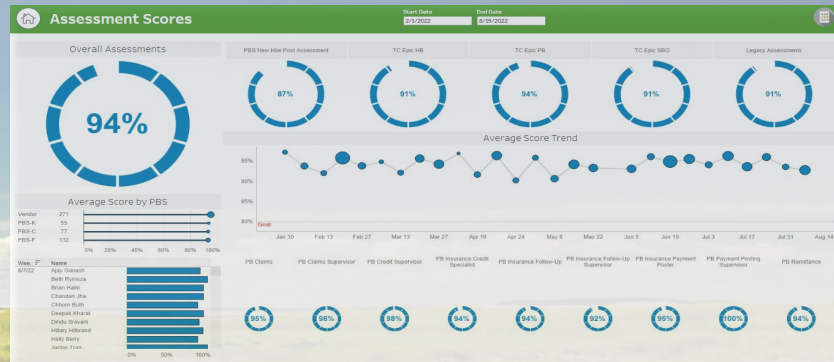 Assessment Scores
Start Date
2/1/2022
End Date
8/15/2022
Overall Assessments
94%
PBS New Hire Post Assessment
TC Epic HB
TC Epic PB
TC Epic SBO
Legacy Assessments
87%
91%
94%
91%
91%
Average Score Trend
95%
90%
85%
80%
Goal
Jan 30
Feb 13
Feb 27
Mar 13
Mar 27
Apr 10
Apr 24
May 8
May 22
Jun 5
Jun 19
Jul 3
Jul 17
Jul 31
Aug 14
Average Score by PBS
Vendor 271
PBS-K 59
PBS-C 77
PBS-F 132
0% 20% 40% 60% 80% 100%
Name
8/7/22
Ajay Ganesh
Beth Rynsza
Brian Halm
Chandan Jha
Chhorn Buth
Deepak Kharat
Dindu Sravani
Hillary Hilbrand
Holly Berry
0% 50% 100%
PB Claims
PB Claims Supervisor
PB Credit Supervisor
PB Insurance Credit
Specialist
PB Insurance Follow-Up
PB Insurance Follow-Up
Supervisor
PB Insurance Payment
Poster
PB Payment Posting
Supervisor
PB Remittance
95%
98%
98%
94%
94%
92%
95%
100%
94%